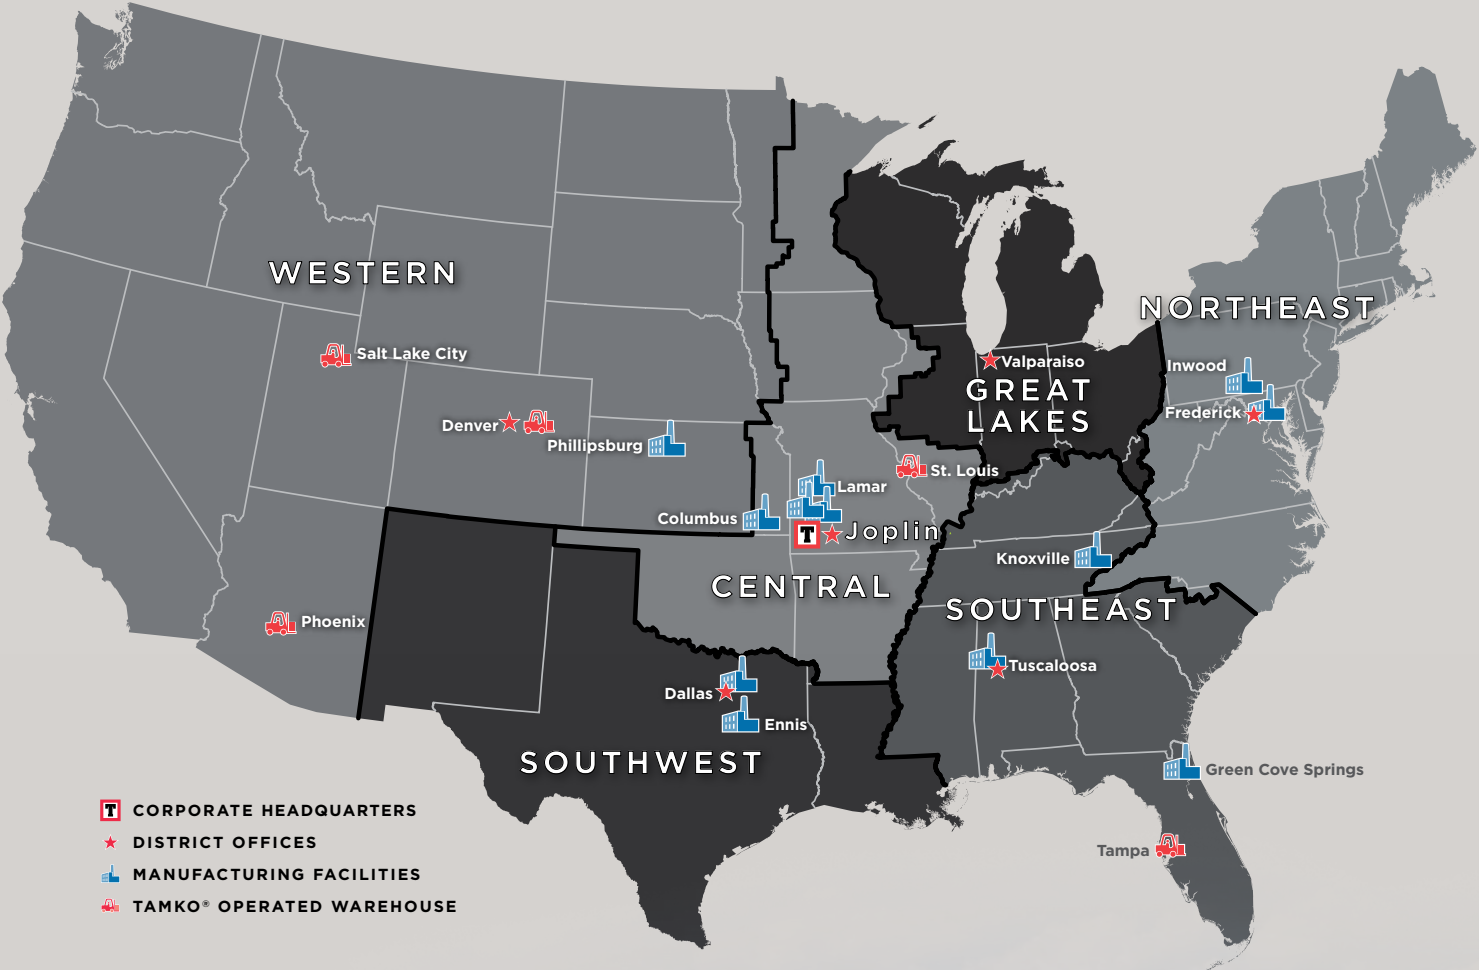 WESTERN
NORTHEAST
Salt Lake City
Valparaiso
Inwood
GREAT
LAKES
Frederick
Denver
Phillipsburg
St. Louis
Lamar
Columbus
T
Joplin
Knoxville
CENTRAL
SOUTHEAST
Phoenix
Tuscaloosa
Dallas
Ennis
SOUTHWEST
Green Cove Springs
Tampa
T CORPORATE HEADQUARTERS
DISTRICT OFFICES
MANUFACTURING FACILITIES
TAMKO® OPERATED WAREHOUSE